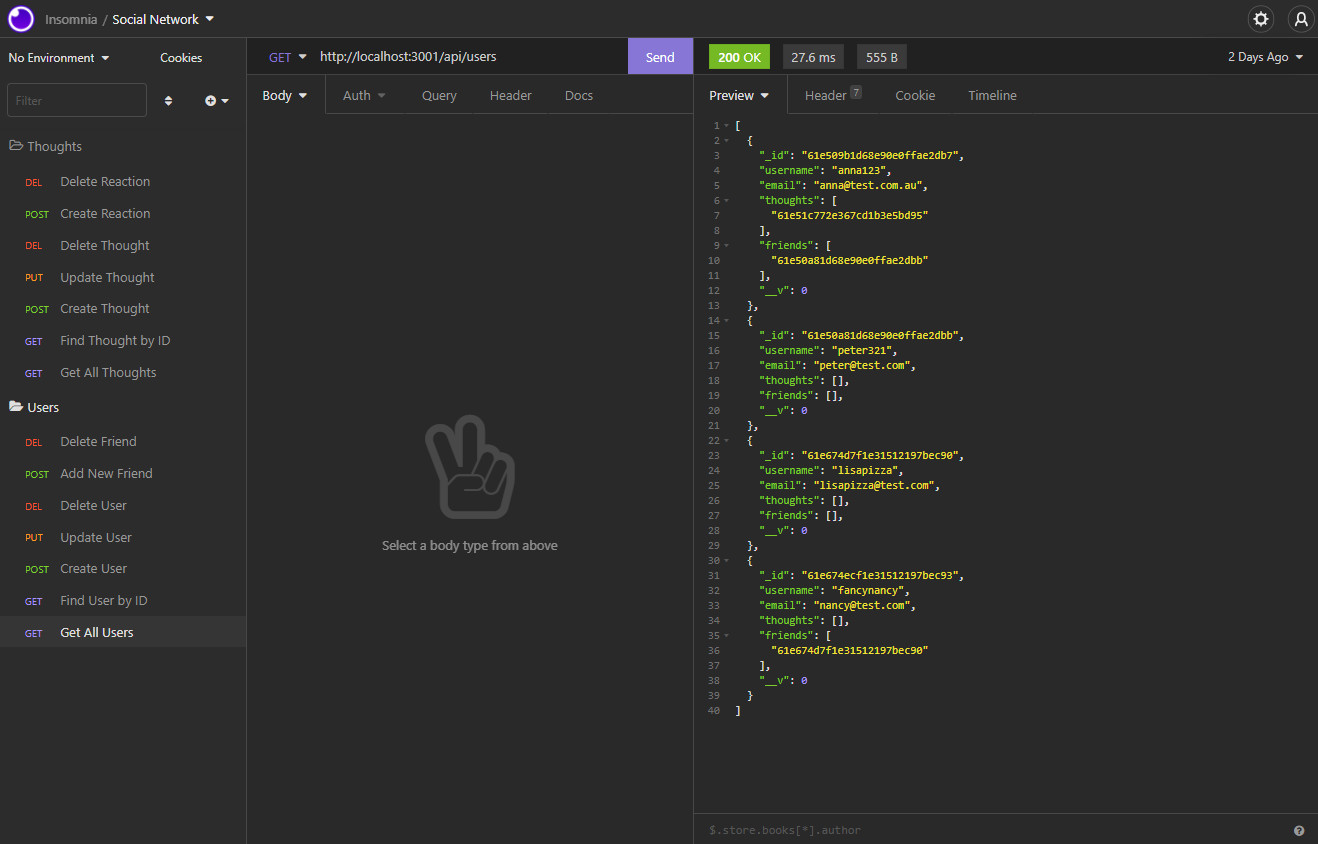 Insomnia / Social Network
No Environment
Cookies
Filter
Thoughts
DEL Delete Reaction
POST Create Reaction
DEL Delete Thought
PUT Update Thought
POST Create Thought
GET Find Thought by ID
GET Get All Thoughts
Users
DEL Delete Friend
POST Add New Friend
DEL Delete User
PUT Update User
POST Create User
GET Find User by ID
GET Get All Users
GET http://localhost:3001/api/users Send
Body Auth Query Header Docs
Select a body type from above
200 OK 27.6 ms 555 B 2 Days Ago
Preview Header 7 Cookie Timeline
1 [
2 {
3 "_id": "61e509b1d68e90e0ffae2db7",
4 "username": "anna123",
5 "email": "anna@test.com.au",
6 "thoughts": [
7 "61e51c772e367cd1b3e5bd95"
8 ],
9 "friends": [
10 "61e50a81d68e90e0ffae2dbb"
11 ],
12 "__v": 0
13 },
14 {
15 "_id": "61e50a81d68e90e0ffae2dbb",
16 "username": "peter321",
17 "email": "peter@test.com",
18 "thoughts": [],
19 "friends": [],
20 "__v": 0
21 },
22 {
23 "_id": "61e674d7f1e31512197bec90",
24 "username": "lisapizza",
25 "email": "lisapizza@test.com",
26 "thoughts": [],
27 "friends": [],
28 "__v": 0
29 },
30 {
31 "_id": "61e674ecf1e31512197bec93",
32 "username": "fancynancy",
33 "email": "nancy@test.com",
34 "thoughts": [],
35 "friends": [
36 "61e674d7f1e31512197bec90"
37 ],
38 "__v": 0
39 }
40 ]
$.store.books[*].author